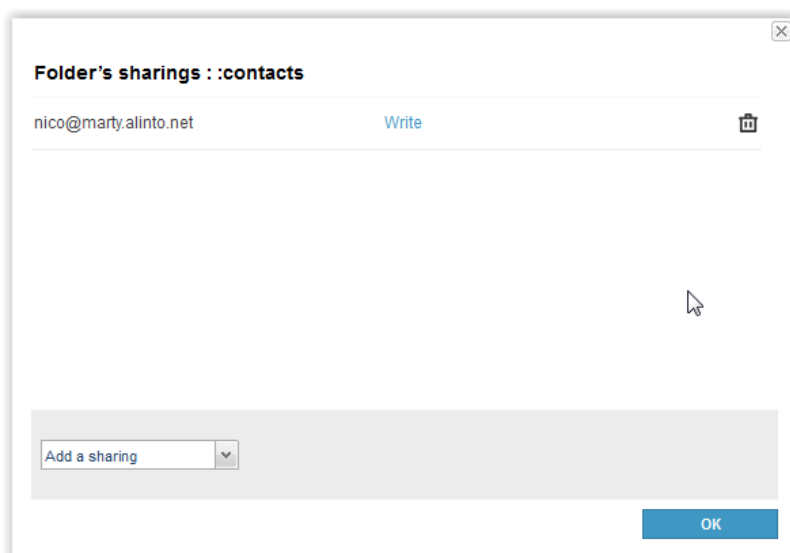 Folder's sharings : :contacts
nico@marty.alinto.net Write
Add a sharing
OK